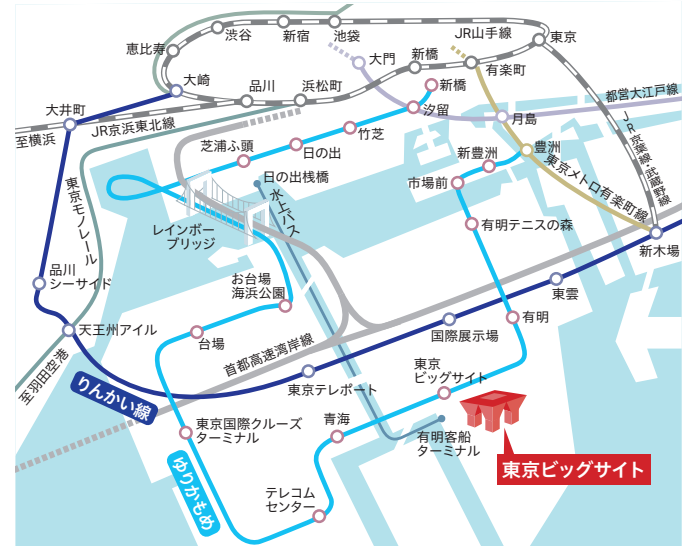 渋谷
新宿
池袋
JR山手線
東京
恵比寿
大門
新橋
有楽町
大崎
品川
浜松町
新橋
都営大江戸線
大井町
汐留
月島
至横浜
JR京浜東北線
竹芝
JR京葉線・武蔵野線
芝浦ふ頭
日の出
新豊洲
豊洲
日の出桟橋
市場前
東京メトロ有楽町線
東京モノレール
水上バス
レインボー
ブリッジ
有明テニスの森
新木場
品川
シーサイド
お台場
海浜公園
東雲
天王州アイル
台場
首都高速湾岸線
国際展示場
有明
至羽田空港
りんかい線
東京テレポート
東京
ビッグサイト
東京国際クルーズ
ターミナル
青海
有明客船
ターミナル
東京ビッグサイト
ゆりかもめ
テレコム
センター